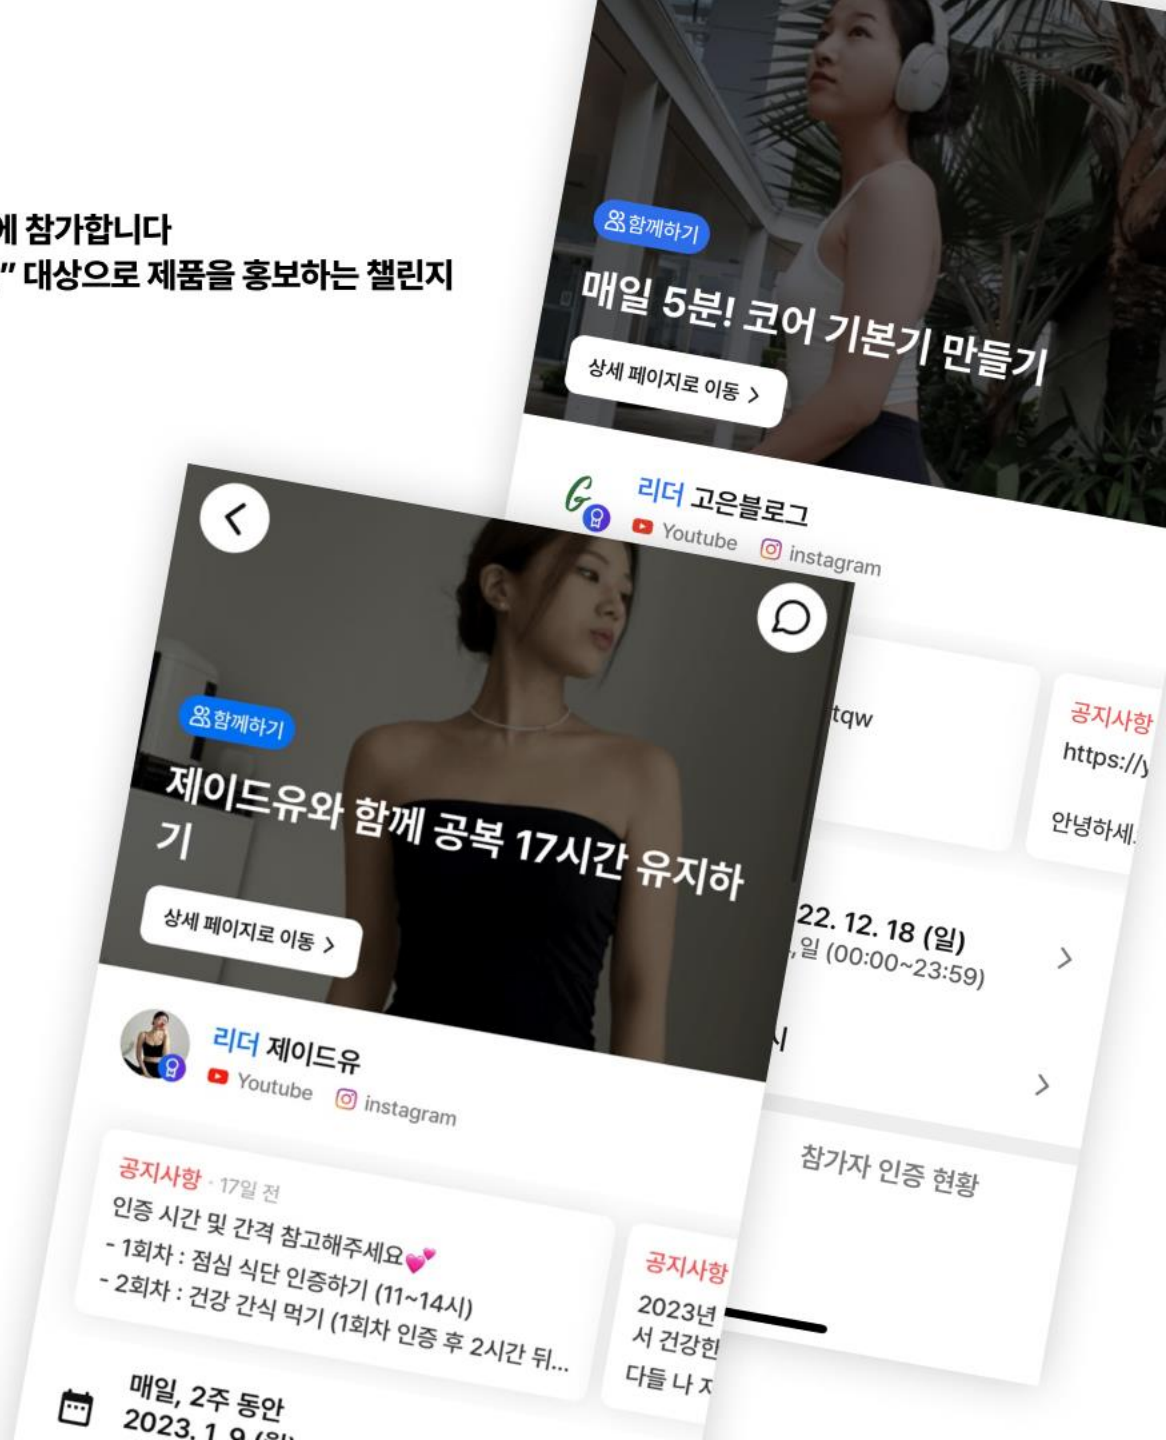 에 참가합니다
” 대상으로 제품을 홍보하는 챌린지
함께하기
매일 5분! 코어 기본기 만들기
상세 페이지로 이동 >
리더 고은블로그
Youtube instagram
tqw
공지사항
https://y
안녕하세
22. 12. 18 (일)
,일 (00:00~23:59)
시
참가자 인증 현황
함께하기
제이드유와 함께 공복 17시간 유지하
기
상세 페이지로 이동 >
리더 제이드유
Youtube instagram
공지사항 · 17일 전
인증 시간 및 간격 참고해주세요💕
- 1회차 : 점심 식단 인증하기 (11~14시)
- 2회차 : 건강 간식 먹기 (1회차 인증 후 2시간 뒤...
공지사항
2023년
서 건강한
다들 나
매일, 2주 동안
2023. 1. 9 (월)